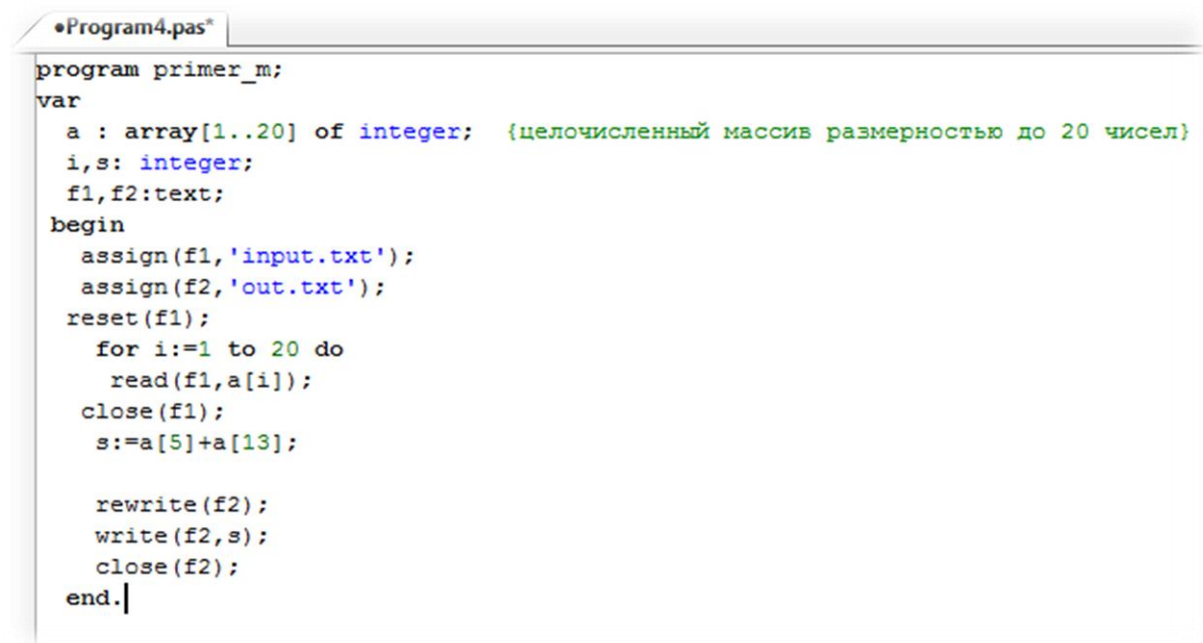 •Program4.pas*
program primer_m;
var
a : array[1..20] of integer; {целочисленный массив размерностью до 20 чисел}
i,s: integer;
f1,f2:text;
begin
assign(f1,'input.txt');
assign(f2,'out.txt');
reset(f1);
for i:=1 to 20 do
read(f1,a[i]);
close(f1);
s:=a[5]+a[13];
rewrite(f2);
write(f2,s);
close(f2);
end.